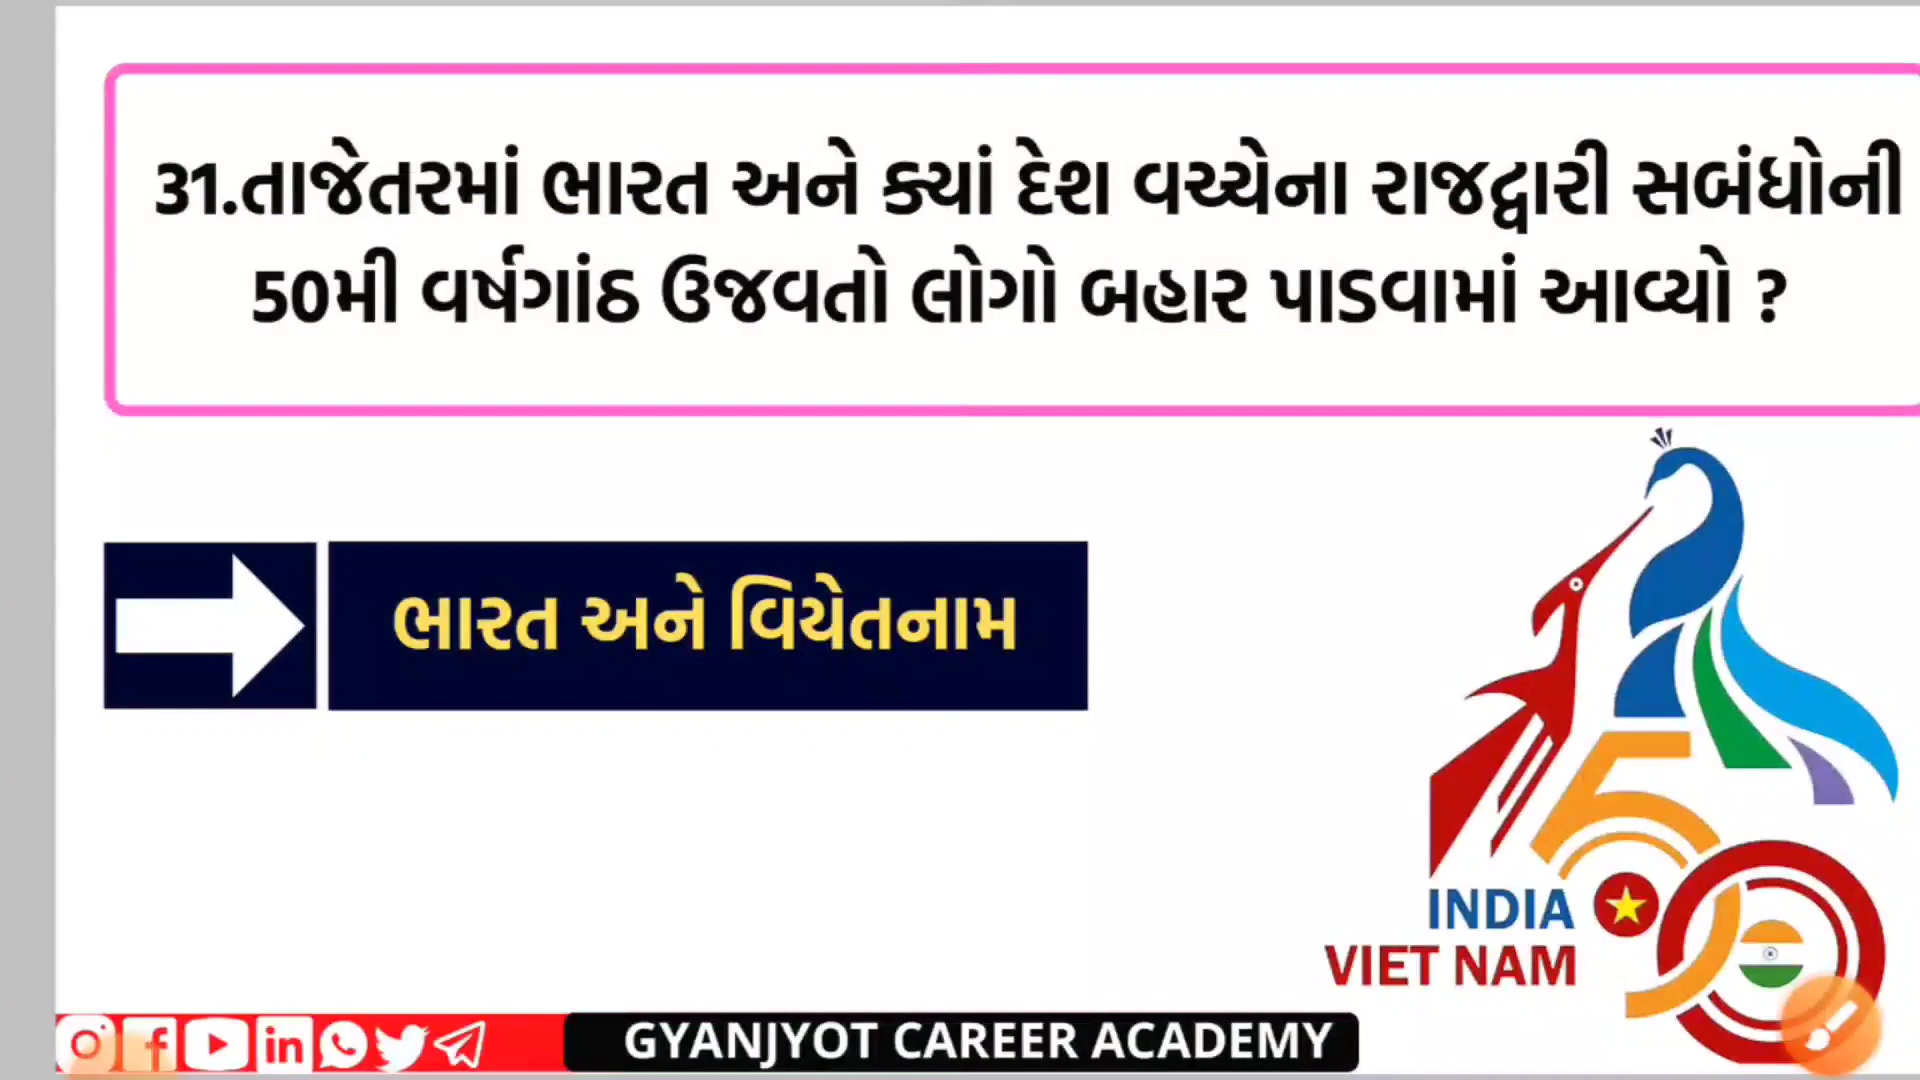 31.તાજેતરમાં ભારત અને ક્યાં દેશ વચ્ચેના રાજદ્વારી સબંધોની
50મી વર્ષગાંઠ ઉજવતો લોગો બહાર પાડવામાં આવ્યો ?
ભારત અને વિયેતનામ
50
INDIA
VIET NAM
GYANJYOT CAREER ACADEMY